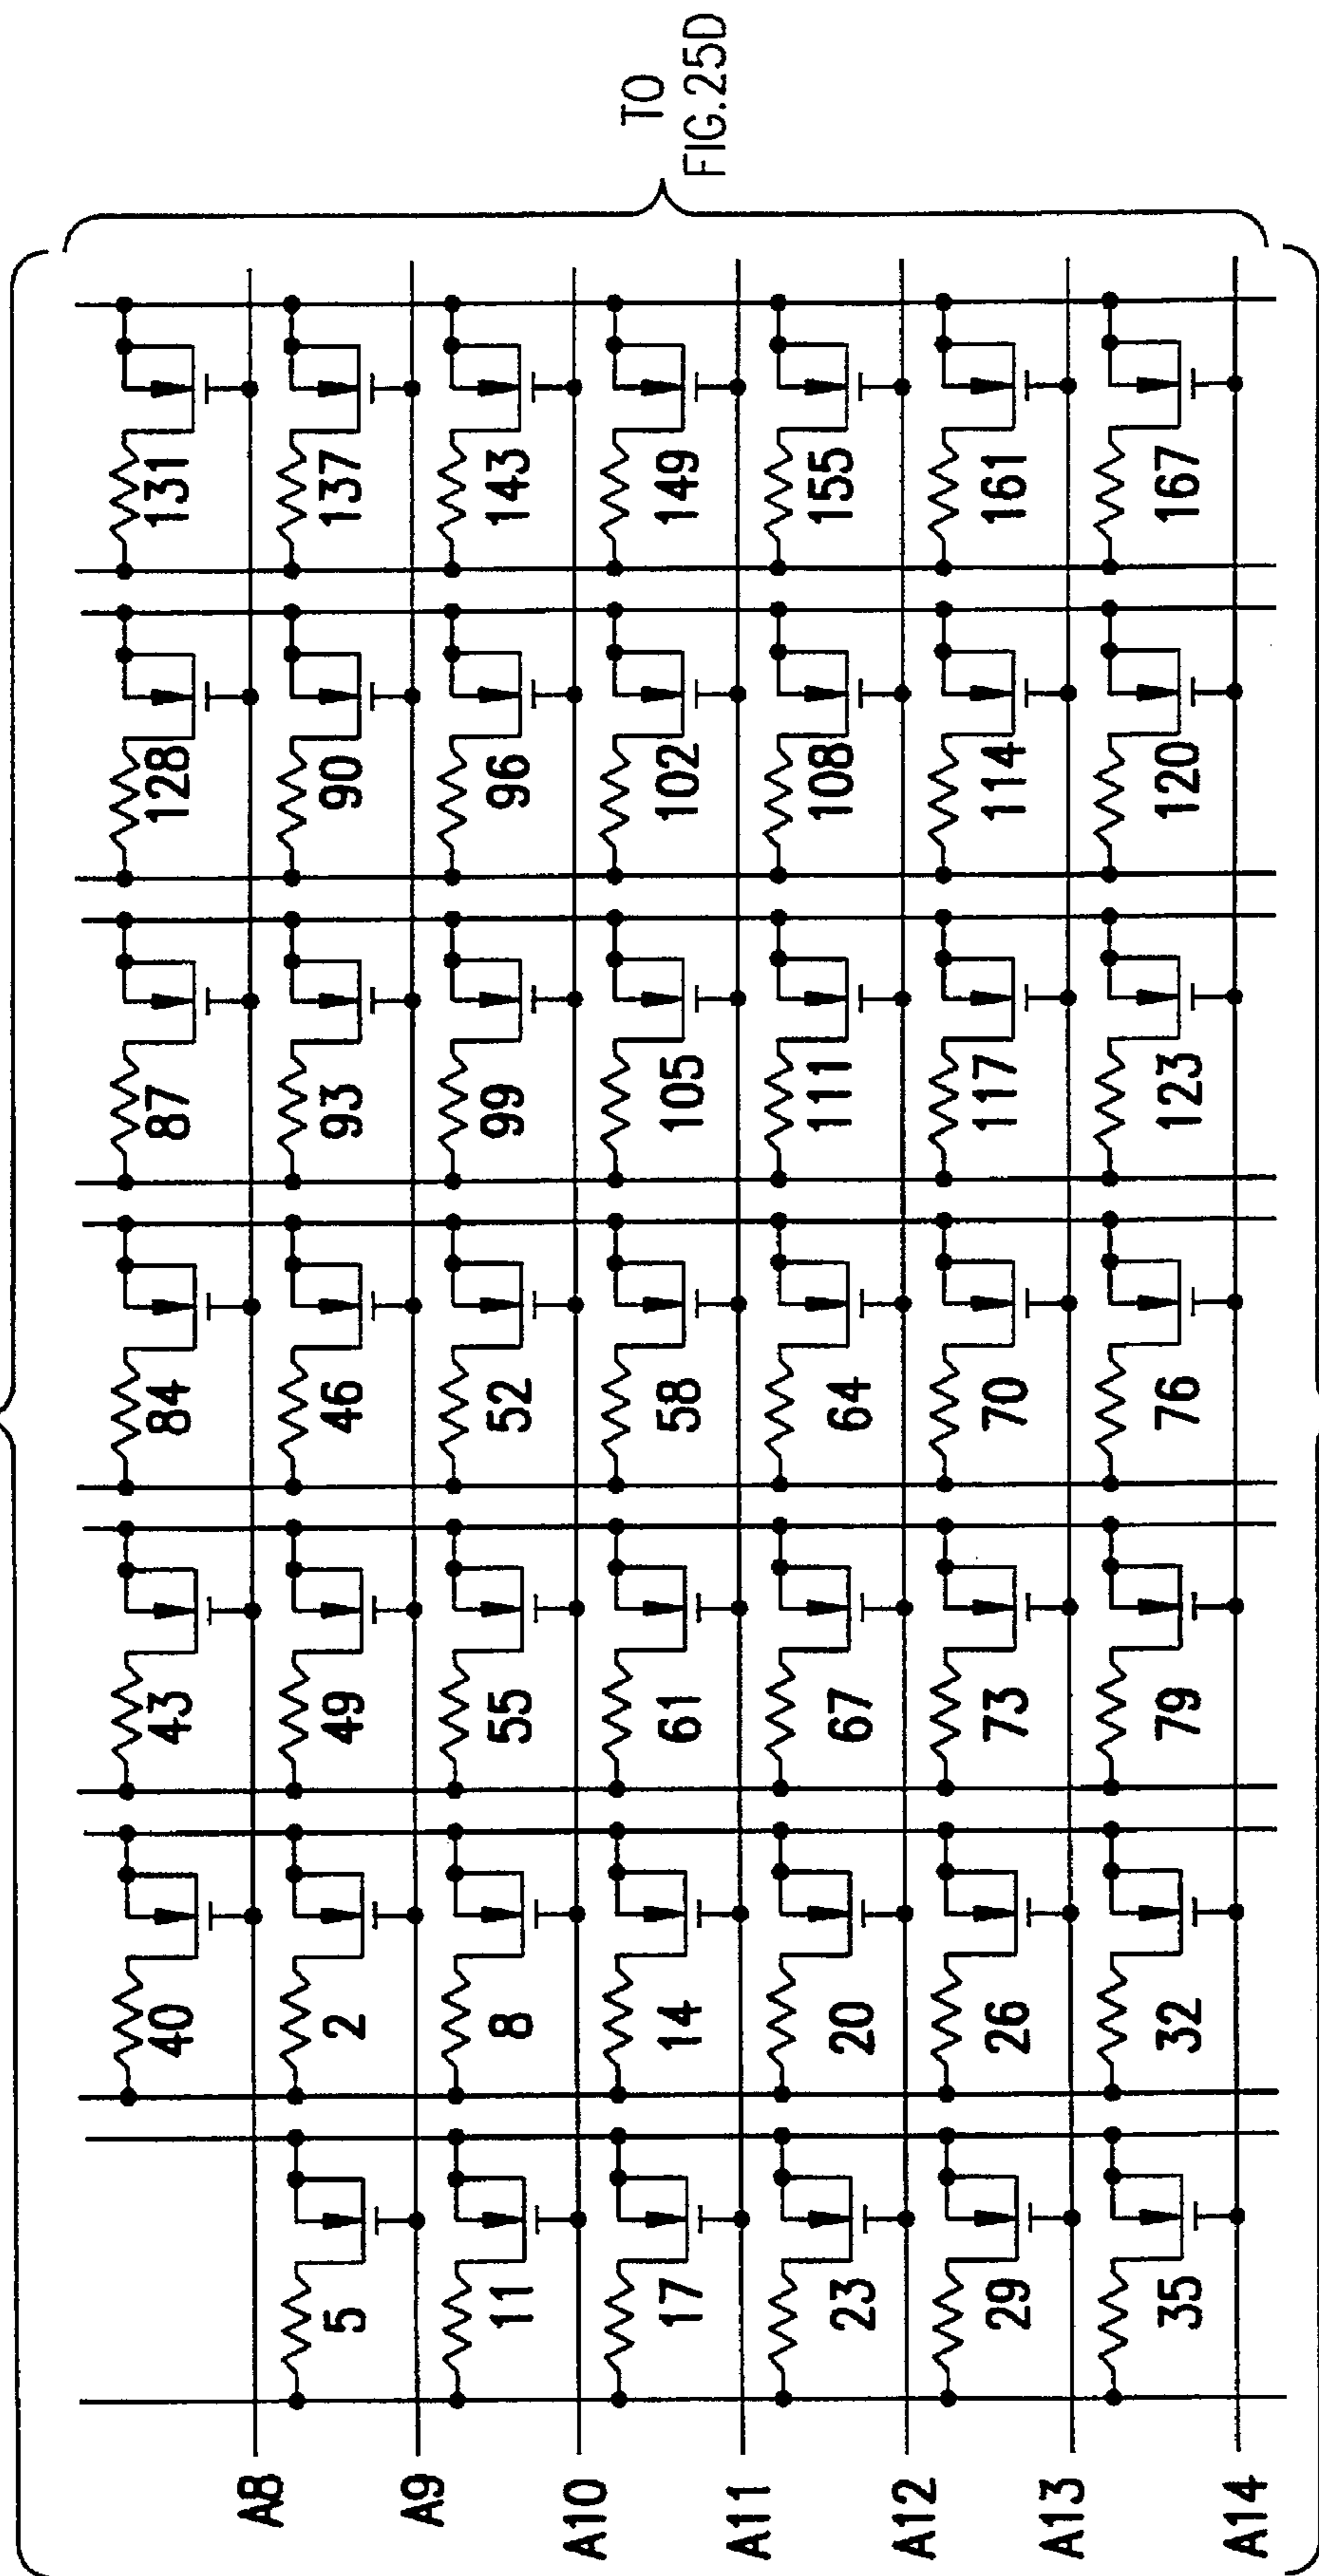 40 43 84 87 128 131
A8
5 2 49 46 93 90 137
A9
11 8 55 52 99 96 143
A10
17 14 61 58 105 102 149
A11
23 20 67 64 111 108 155
A12
29 26 73 70 117 114 161
A13
35 32 79 76 123 120 167
A14
TO
FIG.25D